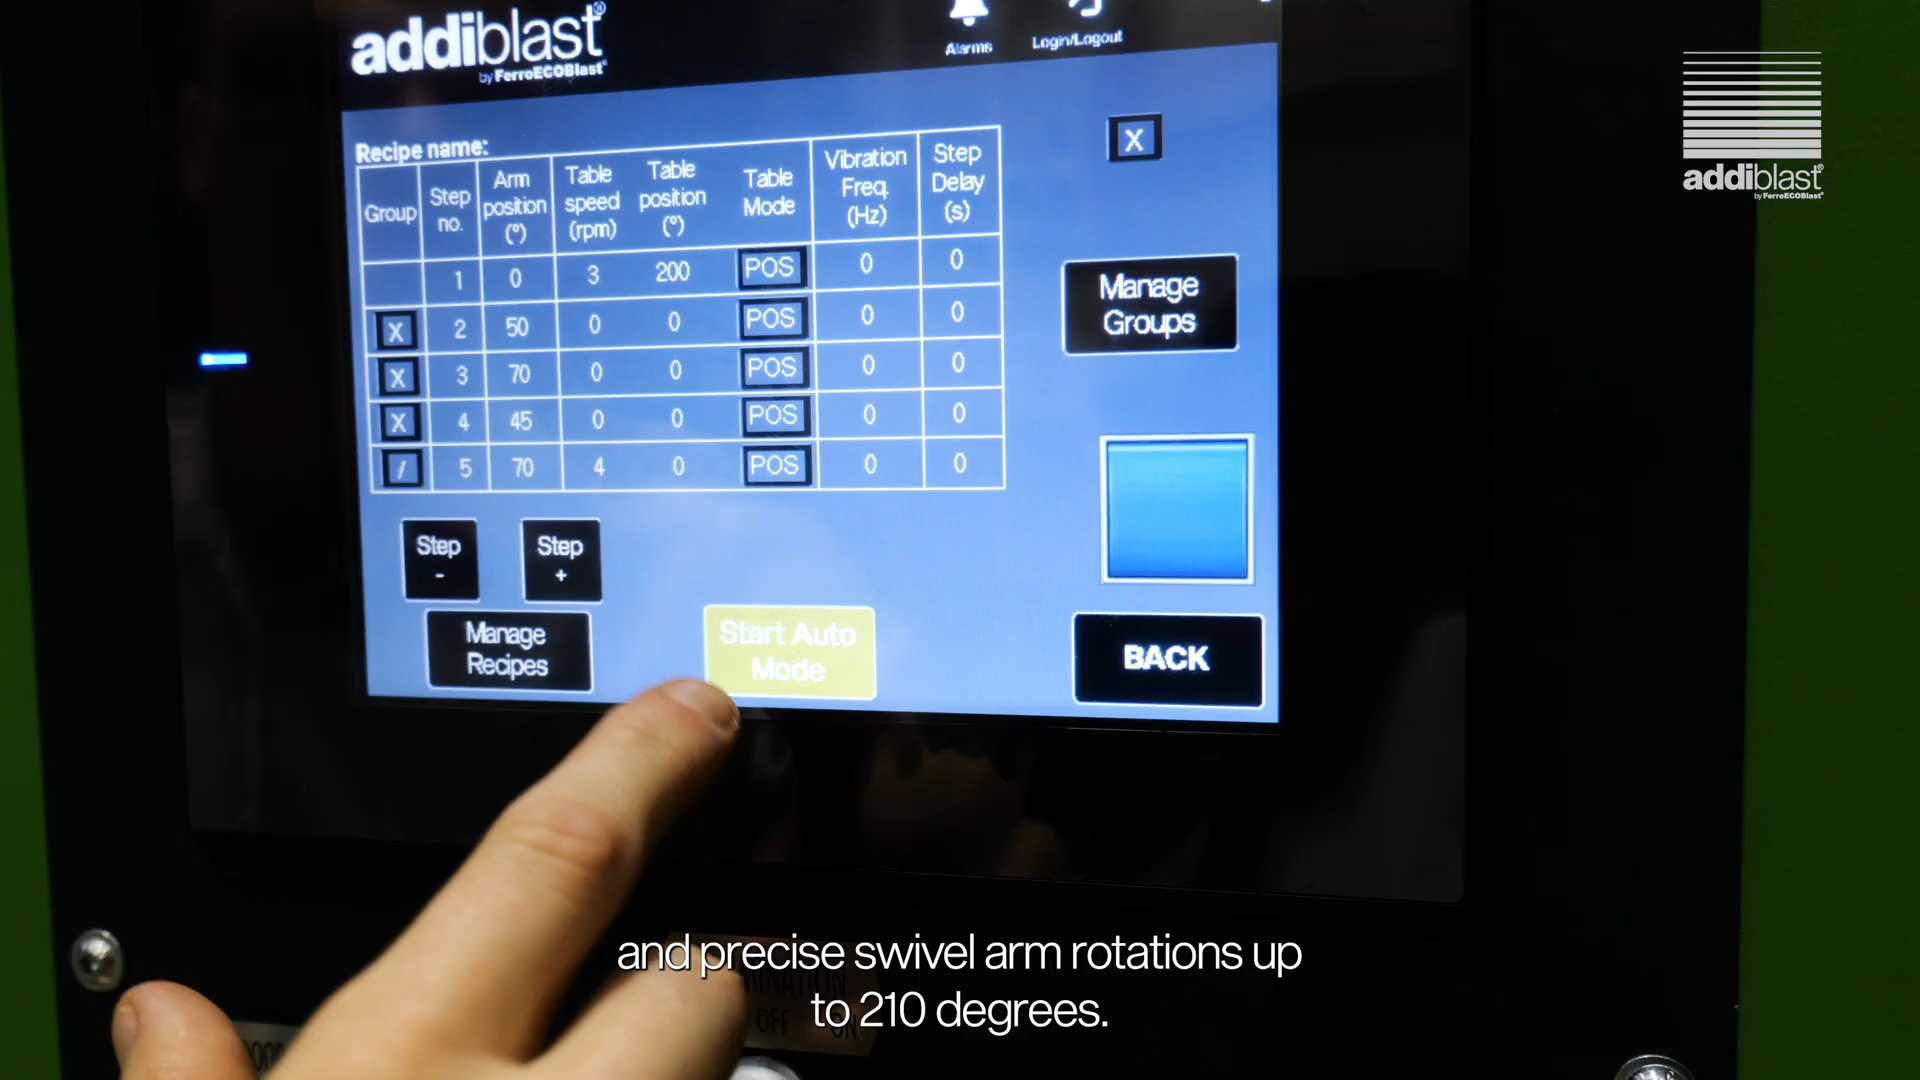 addiblast®
by FerroECOBlast®
Alarms
Login/Logout
addiblast®
by FerroECOBlast®
Recipe name:
X
Group Step no. Arm position (°) Table speed (rpm) Table position (°) Table Mode Vibration Freq. (Hz) Step Delay (s)
1 0 3 200 POS 0 0
X 2 50 0 0 POS 0 0
X 3 70 0 0 POS 0 0
X 4 45 0 0 POS 0 0
/ 5 70 4 0 POS 0 0
Manage
Groups
Step
-
Step
+
Manage
Recipes
Start Auto
Mode
BACK
and precise swivel arm rotations up
to 210 degrees.
OFF ON